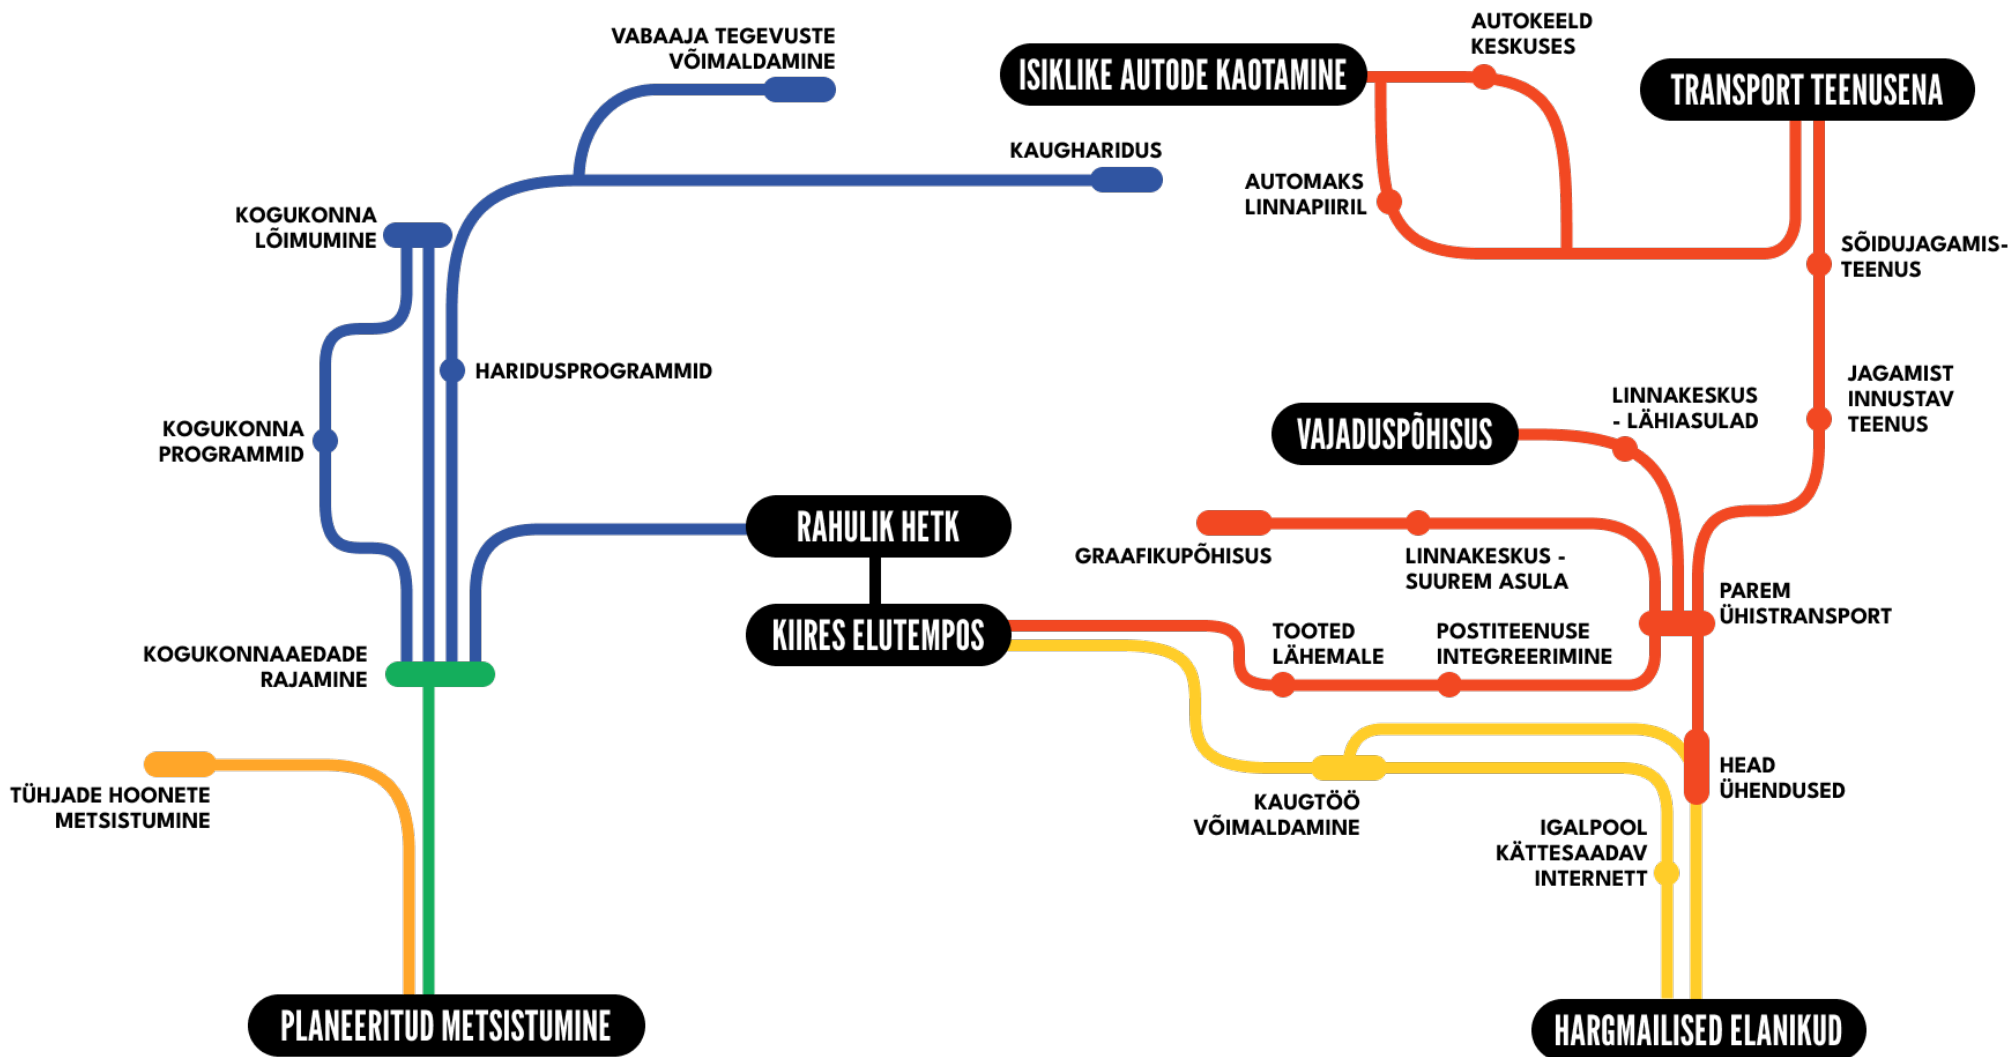 VABAAJA TEGEVUSTE
VÕIMALDAMINE
AUTOKEELD
KESKUSES
ISIKLIKE AUTODE KAOTAMINE
TRANSPORT TEENUSENA
KAUGHARIDUS
AUTOMAKS
LINNAPIIRIL
KOGUKONNA
LÕIMUMINE
SÕIDUJAGAMIS-
TEENUS
HARIDUSPROGRAMMID
JAGAMIST
INNUSTAV
TEENUS
LINNAKESKUS
- LÄHIASULAD
VAJADUSPÕHISUS
KOGUKONNA
PROGRAMMID
RAHULIK HETK
GRAAFIKUPÕHISUS
LINNAKESKUS -
SUUREM ASULA
PAREM
ÜHISTRANSPORT
KIIRES ELUTEMPOS
TOOTED
LÄHEMALE
POSTITEENUSE
INTEGREERIMINE
KOGUKONNAAEDADE
RAJAMINE
HEAD
ÜHENDUSED
TÜHJADE HOONETE
METSISTUMINE
KAUGTÖÖ
VÕIMALDAMINE
IGALPOOL
KÄTTESAADAV
INTERNETT
PLANEERITUD METSISTUMINE
HARGMAILISED ELANIKUD